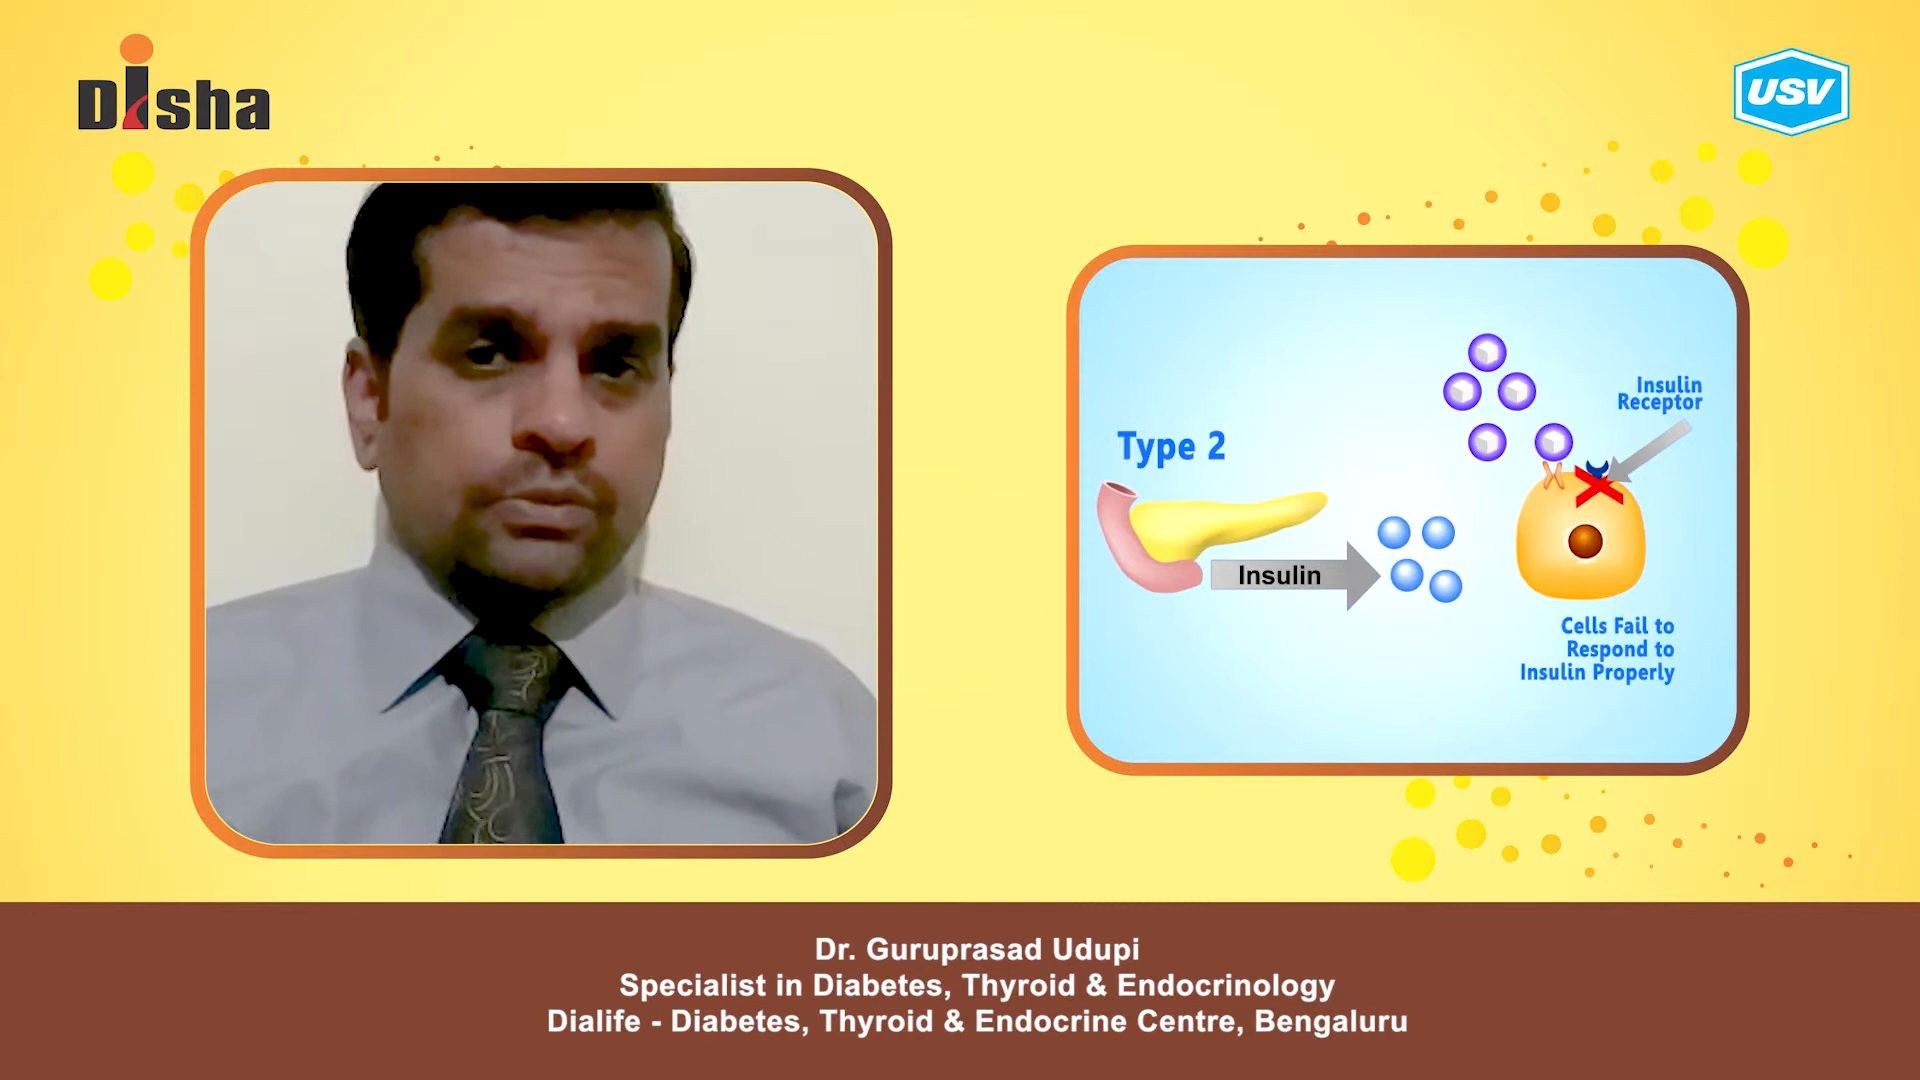 Disha
USV
Type 2
Insulin
Receptor
Insulin
Cells Fail to
Respond to
Insulin Properly
Dr. Guruprasad Udupi
Specialist in Diabetes, Thyroid & Endocrinology
Dialife - Diabetes, Thyroid & Endocrine Centre, Bengaluru